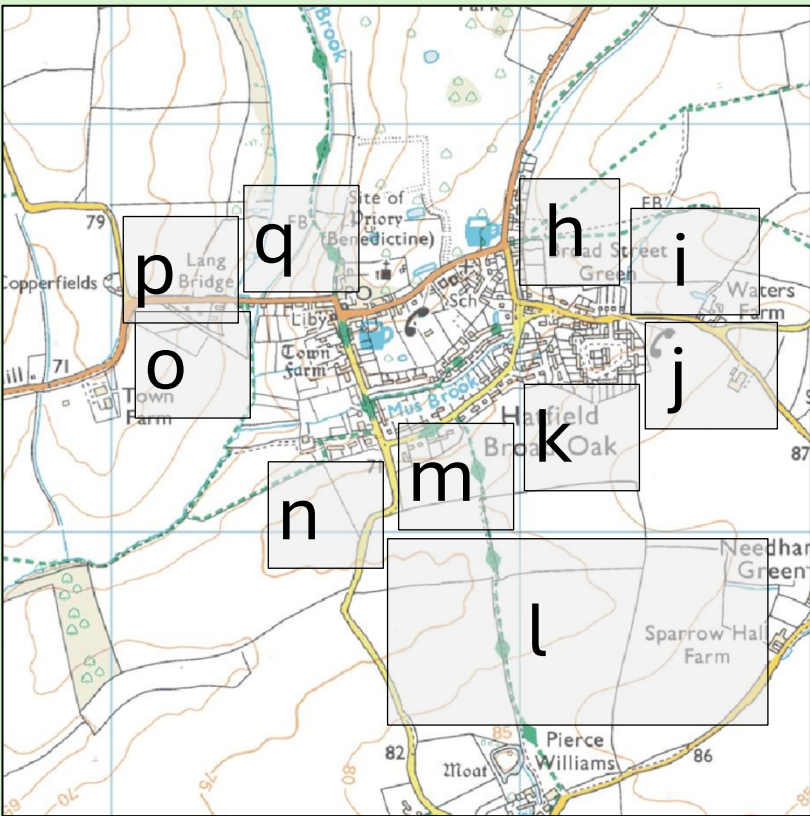 Park
Brook
79
p
Lang
Bridge
q
FB
Site of
Priory
(Benedictine)
h
FB
Broad Street
Green
i
Waters
Farm
Copperfields
Liby
Sch
Town
Farm
o
71
Town
Farm
Mus Brook
j
87
Hatfield
Broad Oak
k
m
71
n
l
Needham
Green
Sparrow Hall
Farm
82
85
Pierce
Williams
86
Moat
80
75
70